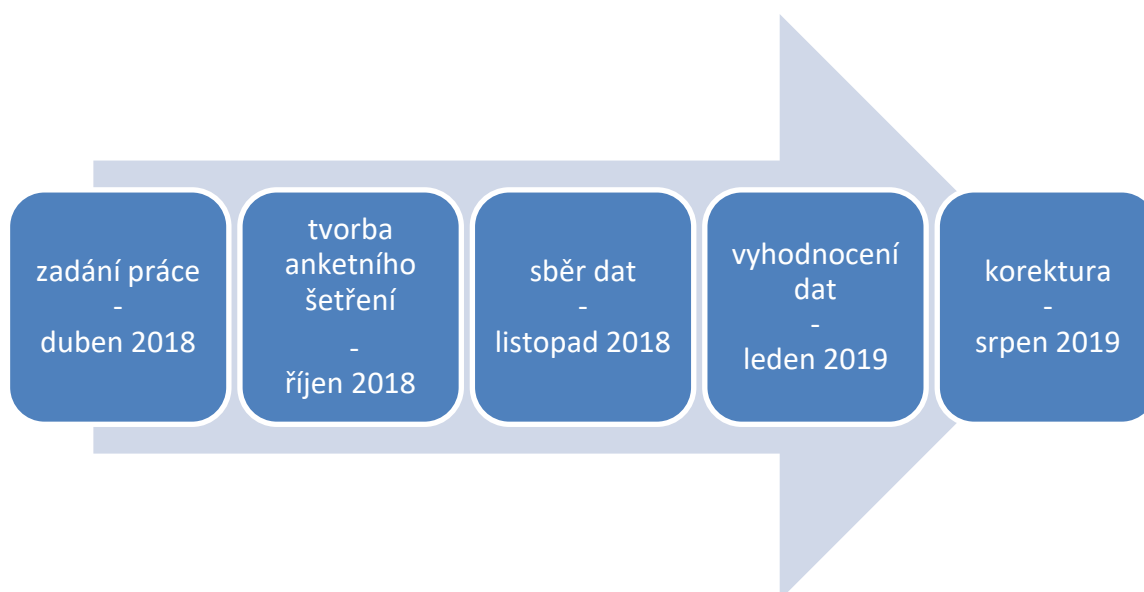 zadání práce
-
duben 2018
tvorba
anketního
šetření
-
říjen 2018
sběr dat
-
listopad 2018
vyhodnocení
dat
-
leden 2019
korektura
-
srpen 2019